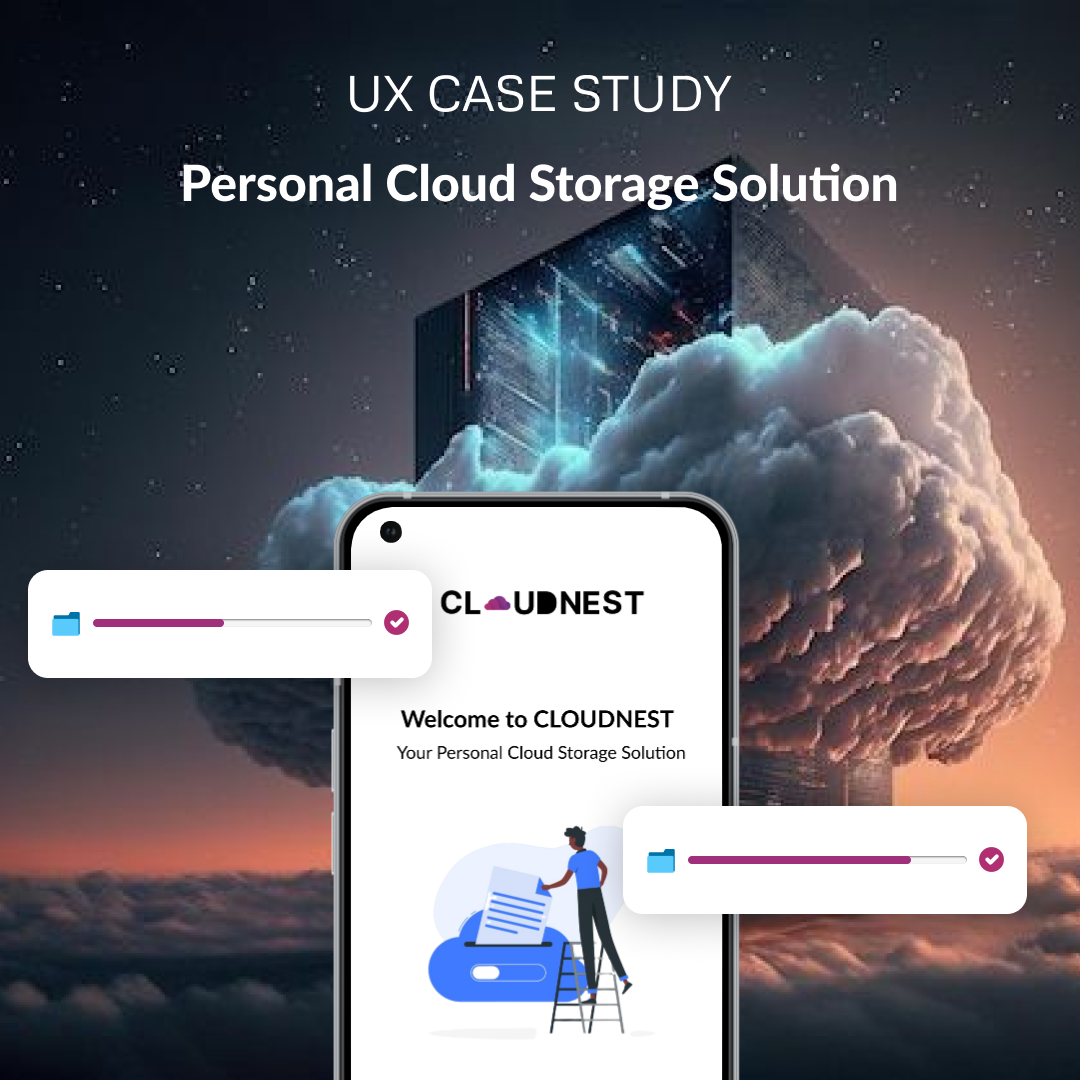 UX CASE STUDY
Personal Cloud Storage Solution
CLOUDNEST
Welcome to CLOUDNEST
Your Personal Cloud Storage Solution